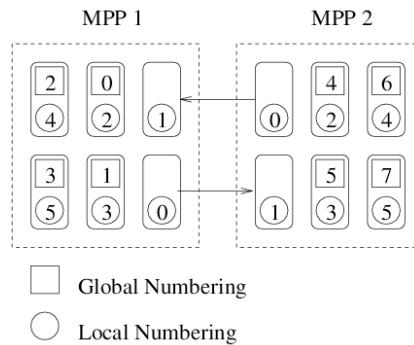 MPP 1 MPP 2
2 0 4 6
4 2 1 0 2 4
3 1 5 7
5 3 0 1 3 5
Global Numbering
Local Numbering